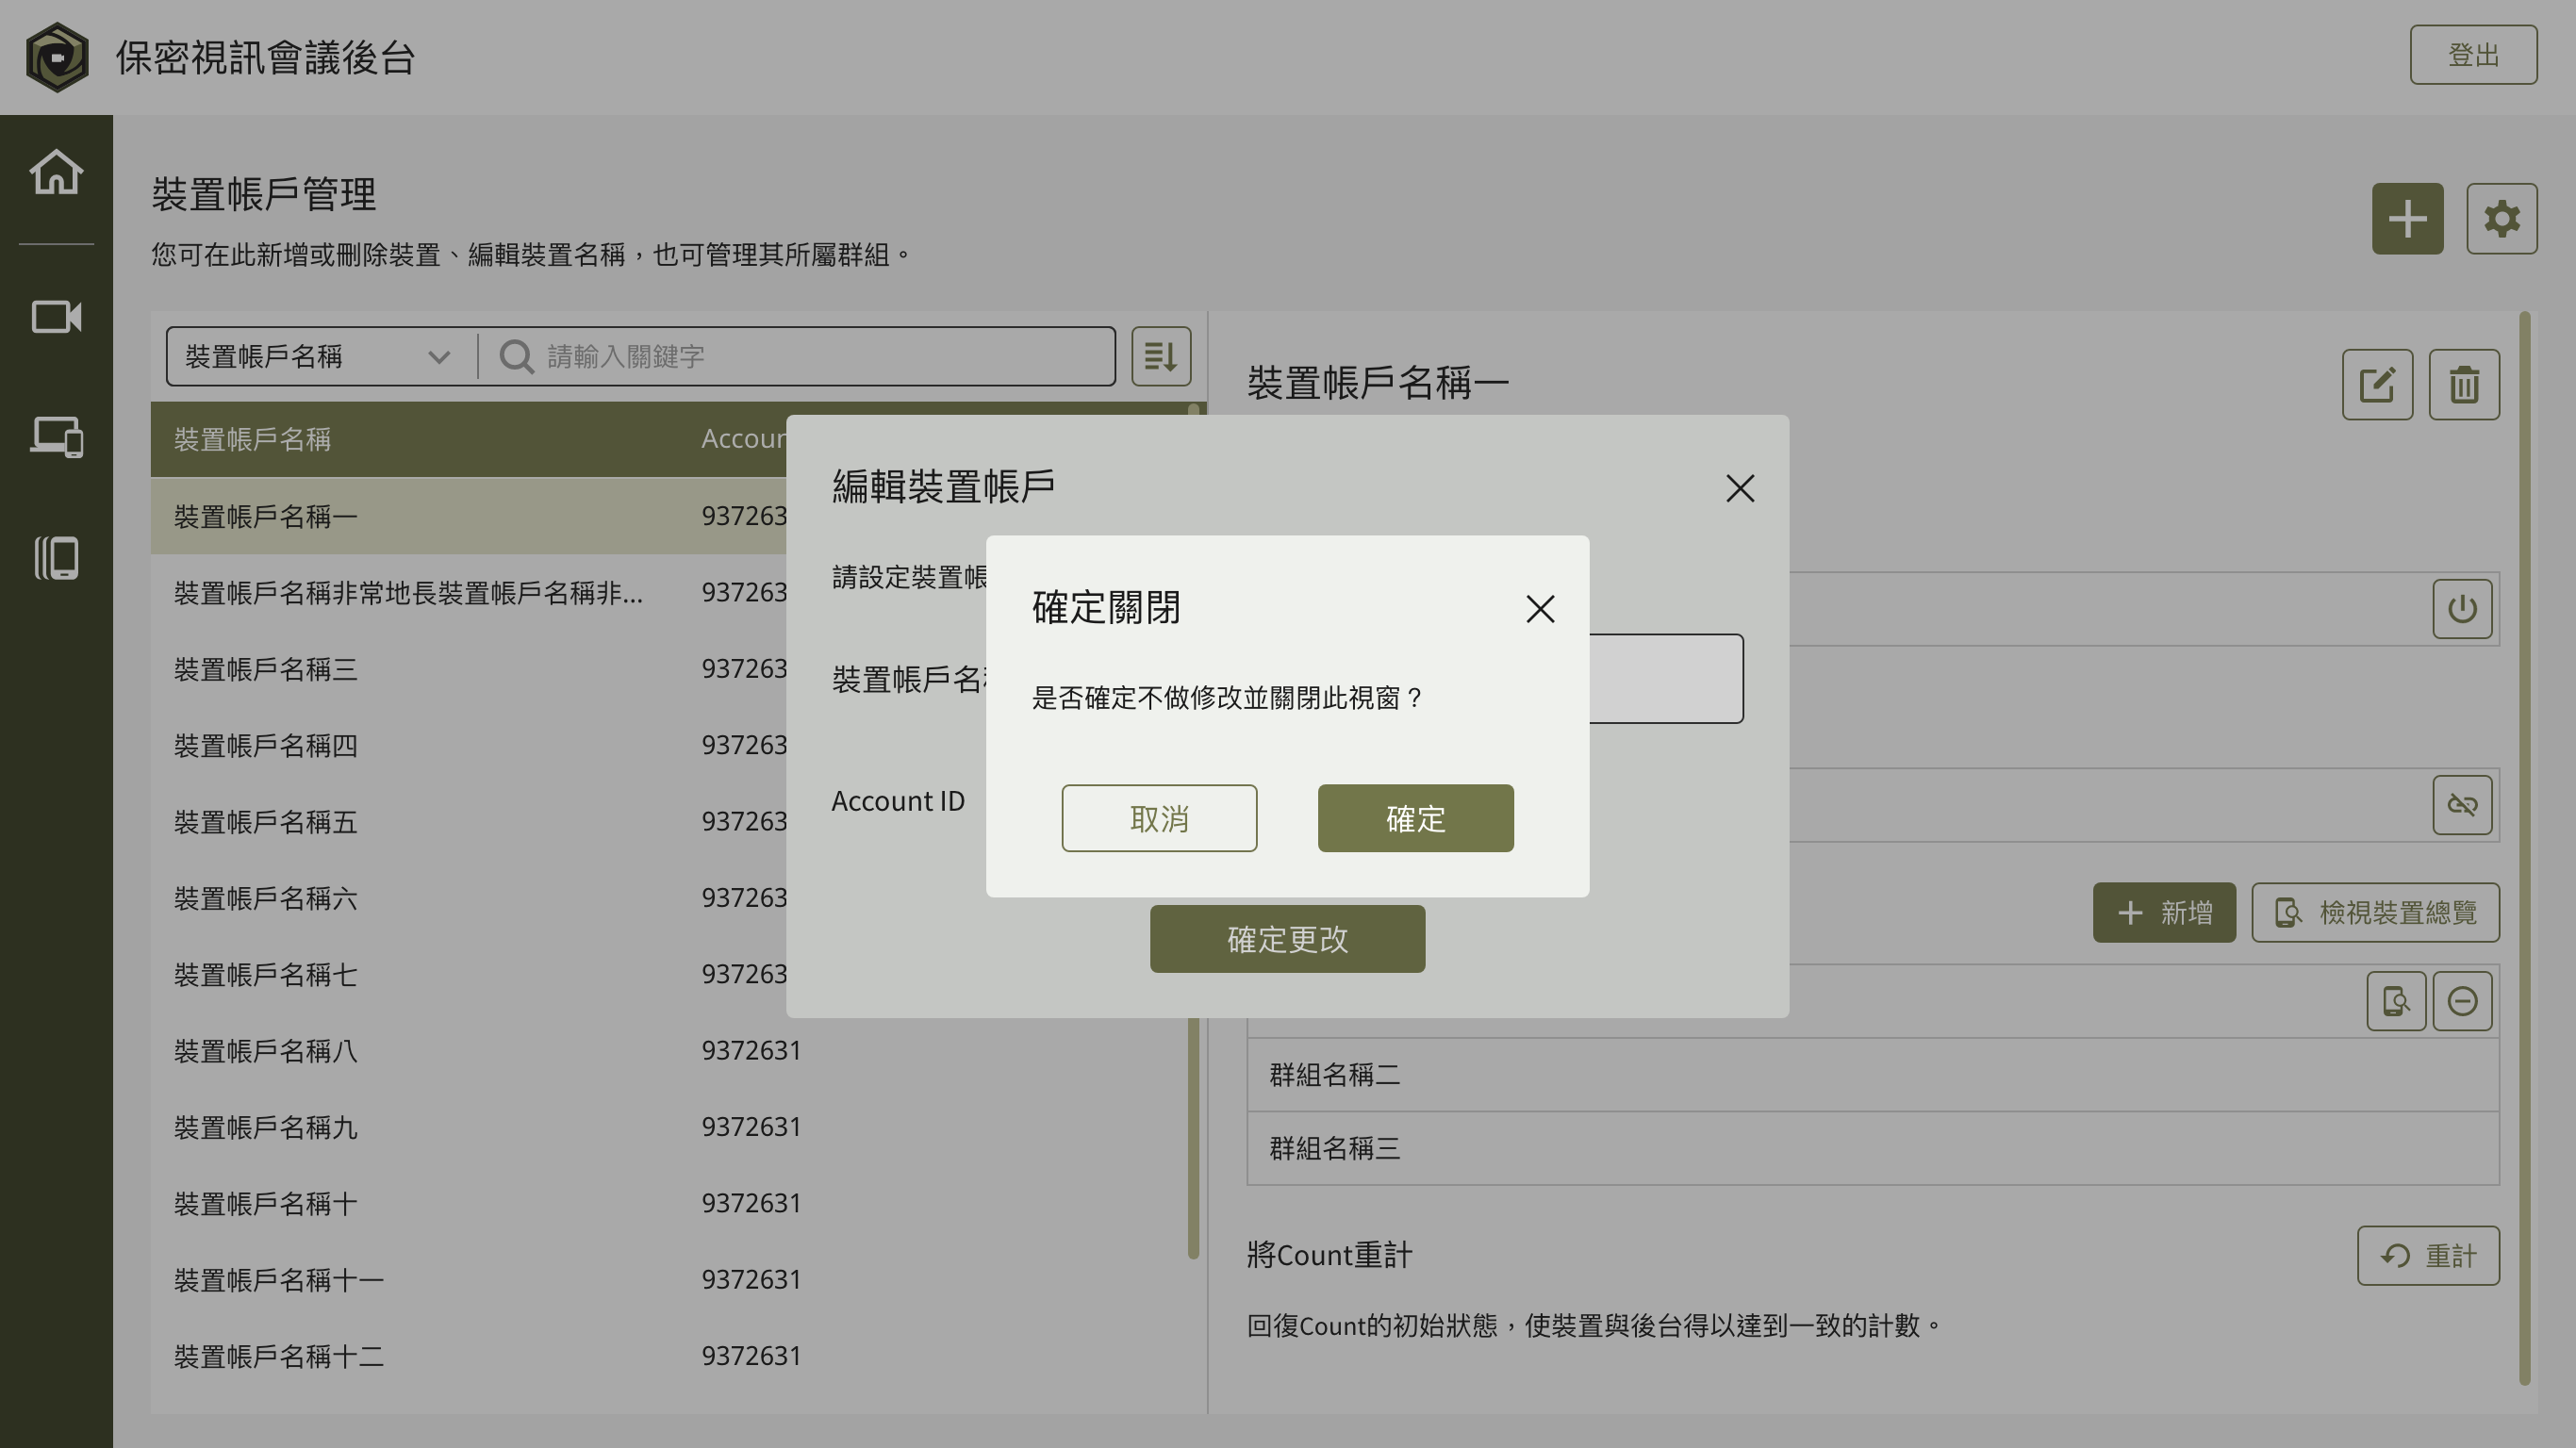 保密視訊會議後台
登出
裝置帳戶管理
您可在此新增或刪除裝置、編輯裝置名稱，也可管理其所屬群組。
裝置帳戶名稱
請輸入關鍵字
裝置帳戶名稱
裝置帳戶名稱一 937263
裝置帳戶名稱非常地長裝置帳戶名稱非... 937263
裝置帳戶名稱三 937263
裝置帳戶名稱四 937263
裝置帳戶名稱五 937263
裝置帳戶名稱六 937263
裝置帳戶名稱七 937263
裝置帳戶名稱八 9372631
裝置帳戶名稱九 9372631
裝置帳戶名稱十 9372631
裝置帳戶名稱十一 9372631
裝置帳戶名稱十二 9372631
裝置帳戶名稱一
新增
檢視裝置總覽
群組名稱二
群組名稱三
將Count重計
重計
回復Count的初始狀態，使裝置與後台得以達到一致的計數。
編輯裝置帳戶
請設定裝置帳
裝置帳戶名
Account ID
確定更改
確定關閉
是否確定不做修改並關閉此視窗？
取消
確定